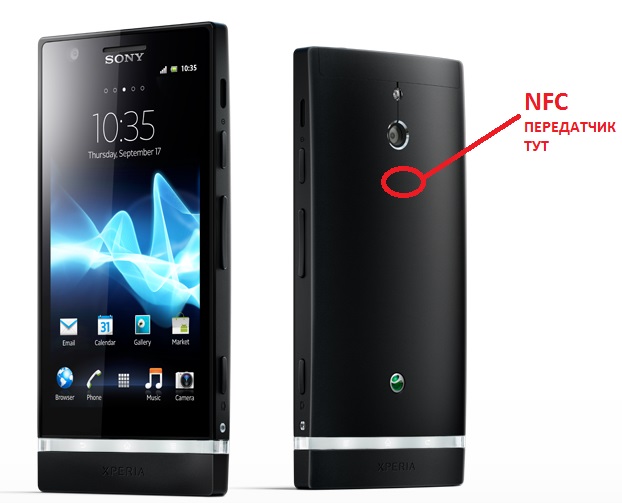 SONY
10:35
10:35
Thursday, September 17
31
Email Calendar Gallery Market
Browser Phone Music Camera
XPERIA
NFC
ПЕРЕДАТЧИК
ТУТ
XPERIA